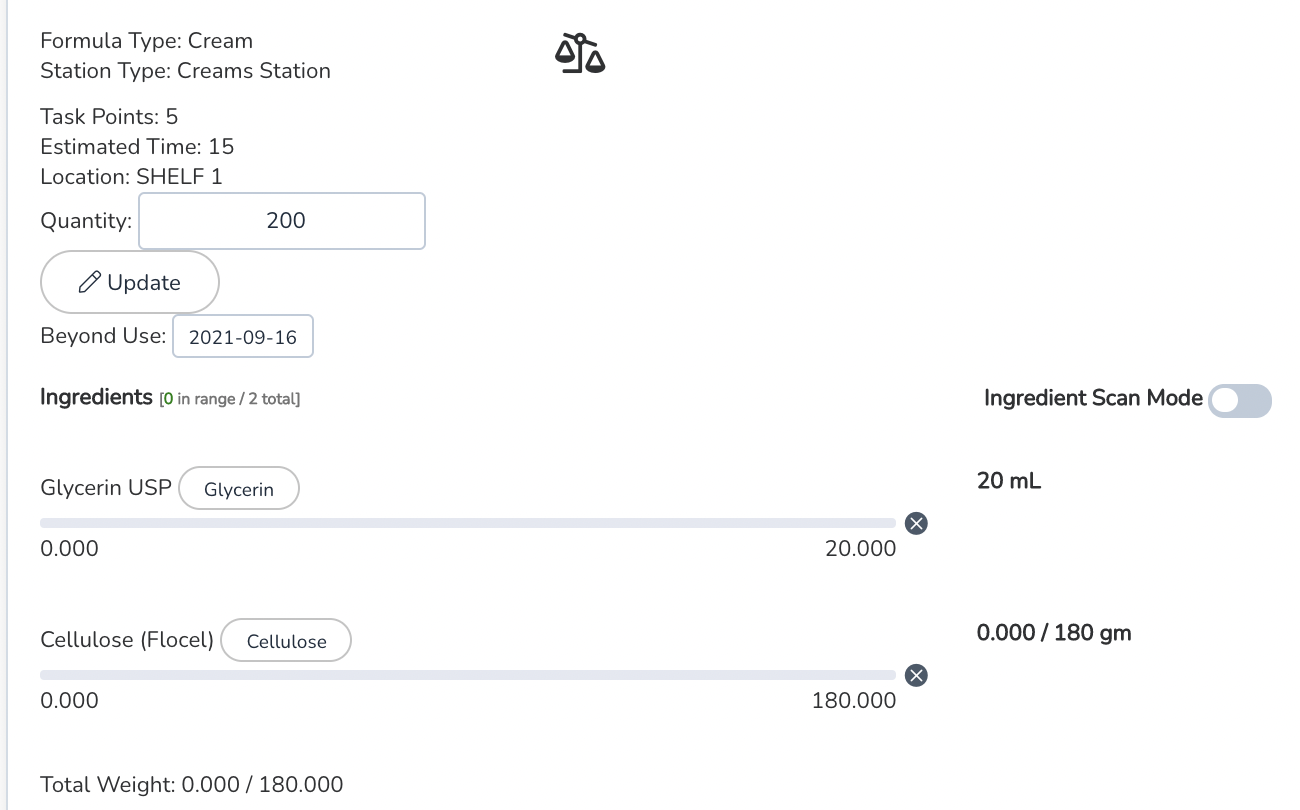 Formula Type: Cream
Station Type: Creams Station
Task Points: 5
Estimated Time: 15
Location: SHELF 1
Quantity: 200
Update
Beyond Use: 2021-09-16
Ingredients [0 in range / 2 total] Ingredient Scan Mode
Glycerin USP Glycerin 20 mL
0.000 20.000
Cellulose (Flocel) Cellulose 0.000 / 180 gm
0.000 180.000
Total Weight: 0.000 / 180.000